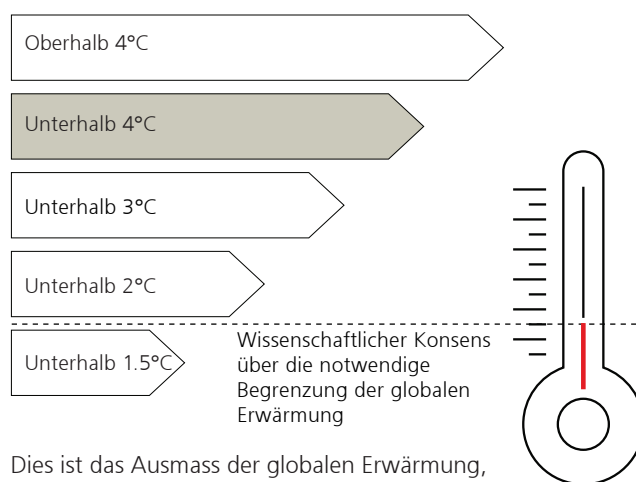 Oberhalb 4°C
Unterhalb 4°C
Unterhalb 3°C
Unterhalb 2°C
Unterhalb 1.5°C
Wissenschaftlicher Konsens
über die notwendige
Begrenzung der globalen
Erwärmung
Dies ist das Ausmass der globalen Erwärmung,